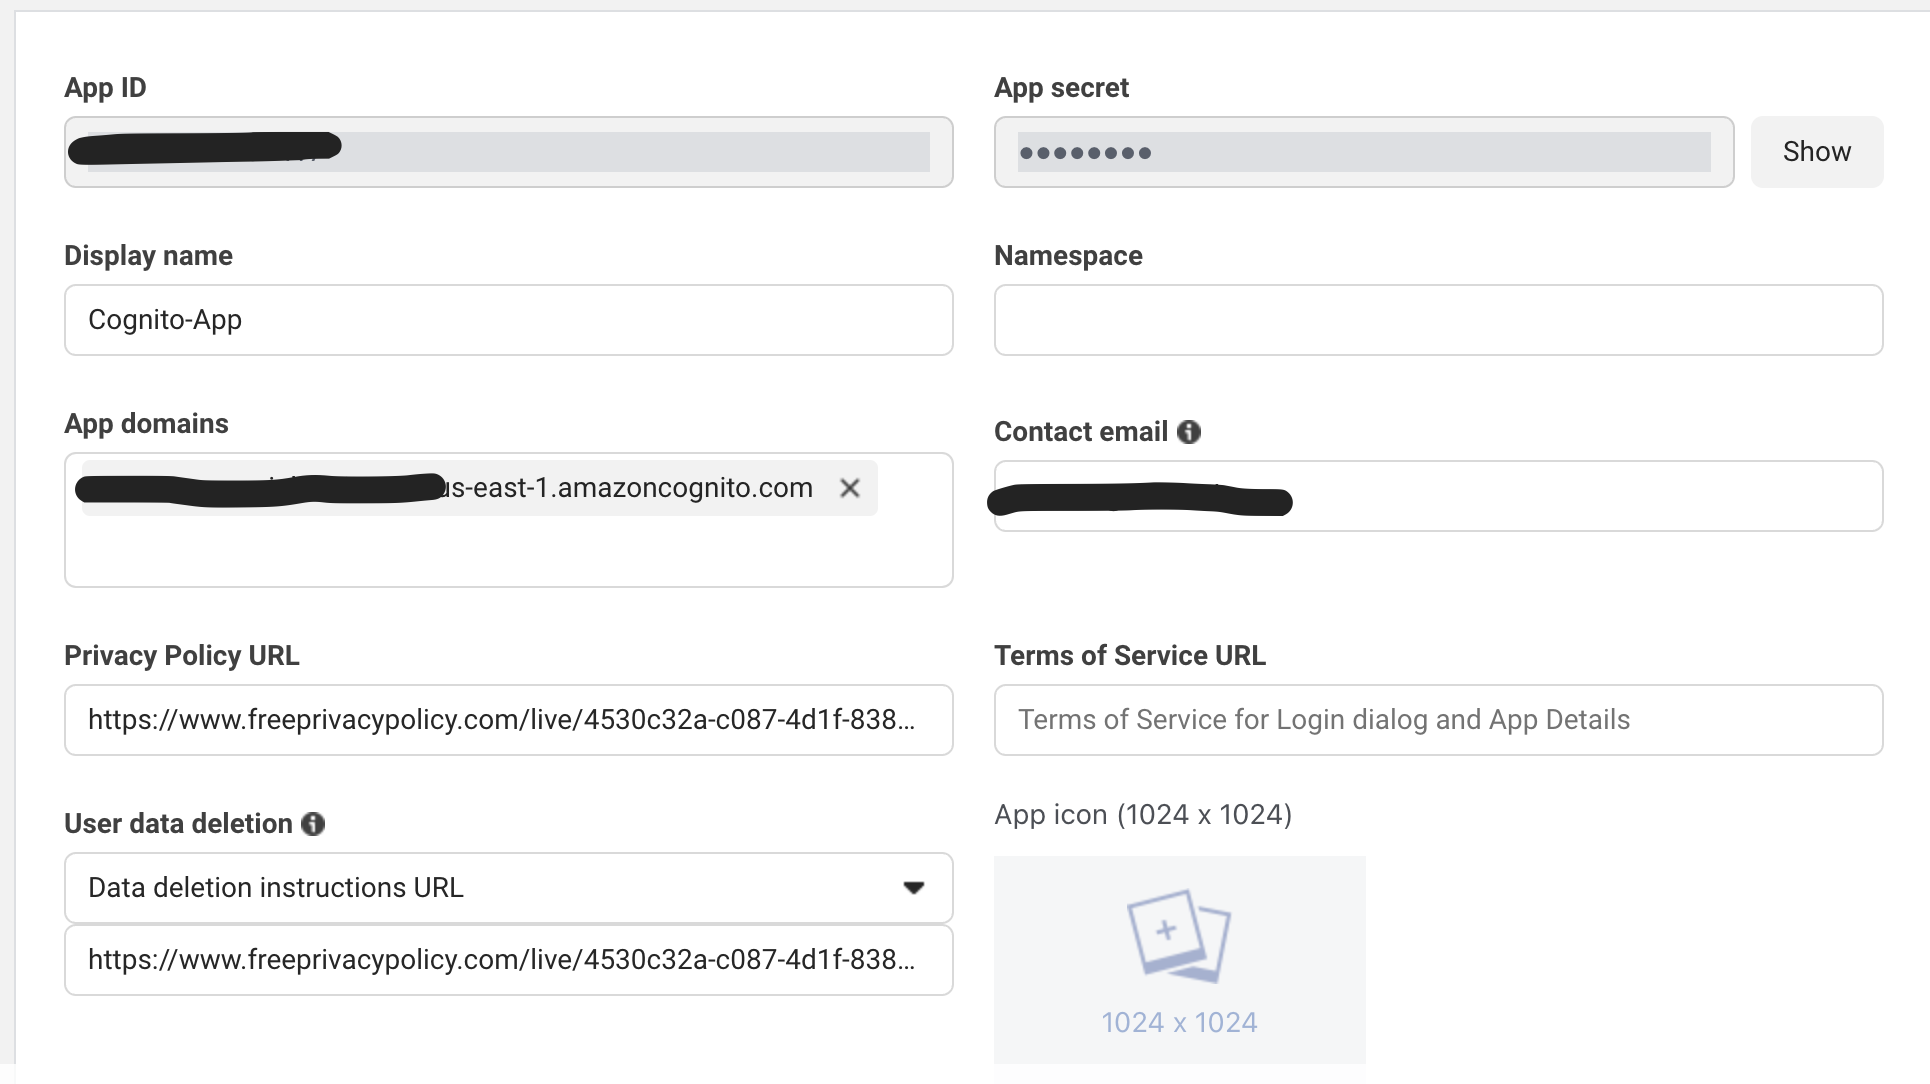 App ID
App secret
••••••••
Show
Display name
Cognito-App
Namespace
App domains
us-east-1.amazoncognito.com
Contact email
Privacy Policy URL
https://www.freeprivacypolicy.com/live/4530c32a-c087-4d1f-838...
Terms of Service URL
Terms of Service for Login dialog and App Details
User data deletion
Data deletion instructions URL
https://www.freeprivacypolicy.com/live/4530c32a-c087-4d1f-838...
App icon (1024 x 1024)
1024 x 1024